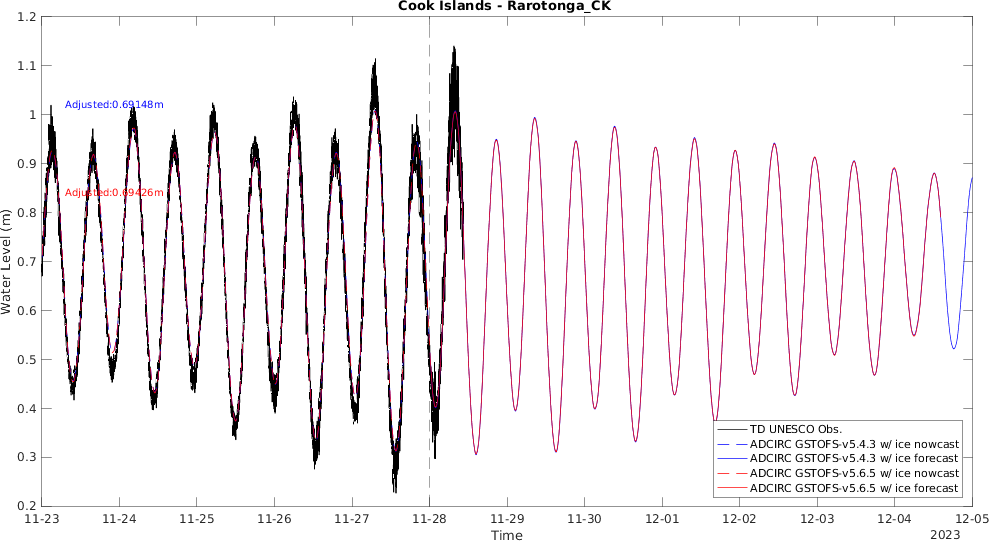 Cook Islands - Rarotonga_CK
1.2
1.1
1
0.9
0.8
0.7
0.6
0.5
0.4
0.3
0.2
Water Level (m)
Adjusted:0.69148m
Adjusted:0.69426m
TD UNESCO Obs.
ADCIRC GSTOFS-v5.4.3 w/ ice nowcast
ADCIRC GSTOFS-v5.4.3 w/ ice forecast
ADCIRC GSTOFS-v5.6.5 w/ ice nowcast
ADCIRC GSTOFS-v5.6.5 w/ ice forecast
11-23 11-24 11-25 11-26 11-27 11-28 11-29 11-30 12-01 12-02 12-03 12-04 12-05
Time
2023